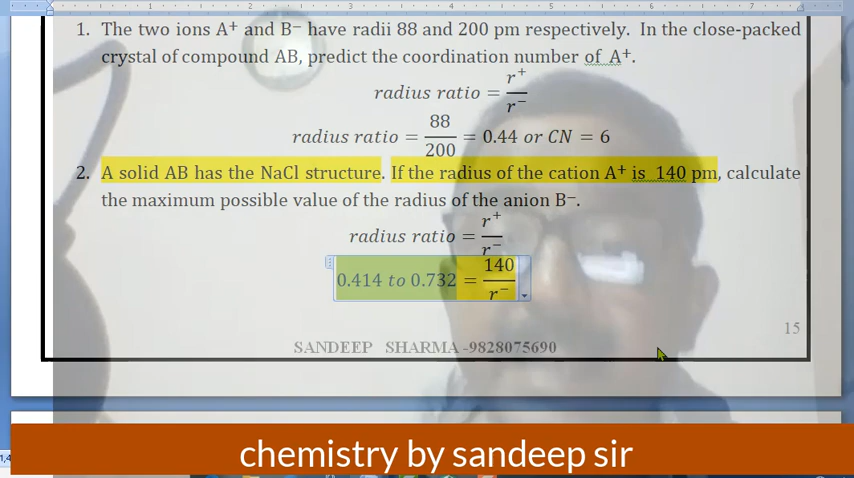 1. The two ions A⁺ and B⁻ have radii 88 and 200 pm respectively. In the close-packed
crystal of compound AB, predict the coordination number of A⁺.
radius ratio = r⁺/r⁻
radius ratio = 88/200 = 0.44 or CN = 6
2. A solid AB has the NaCl structure. If the radius of the cation A⁺ is 140 pm, calculate
the maximum possible value of the radius of the anion B⁻.
radius ratio = r⁺/r⁻
0.414 to 0.732 = 140/r⁻
15
SANDEEP SHARMA -9828075690
chemistry by sandeep sir